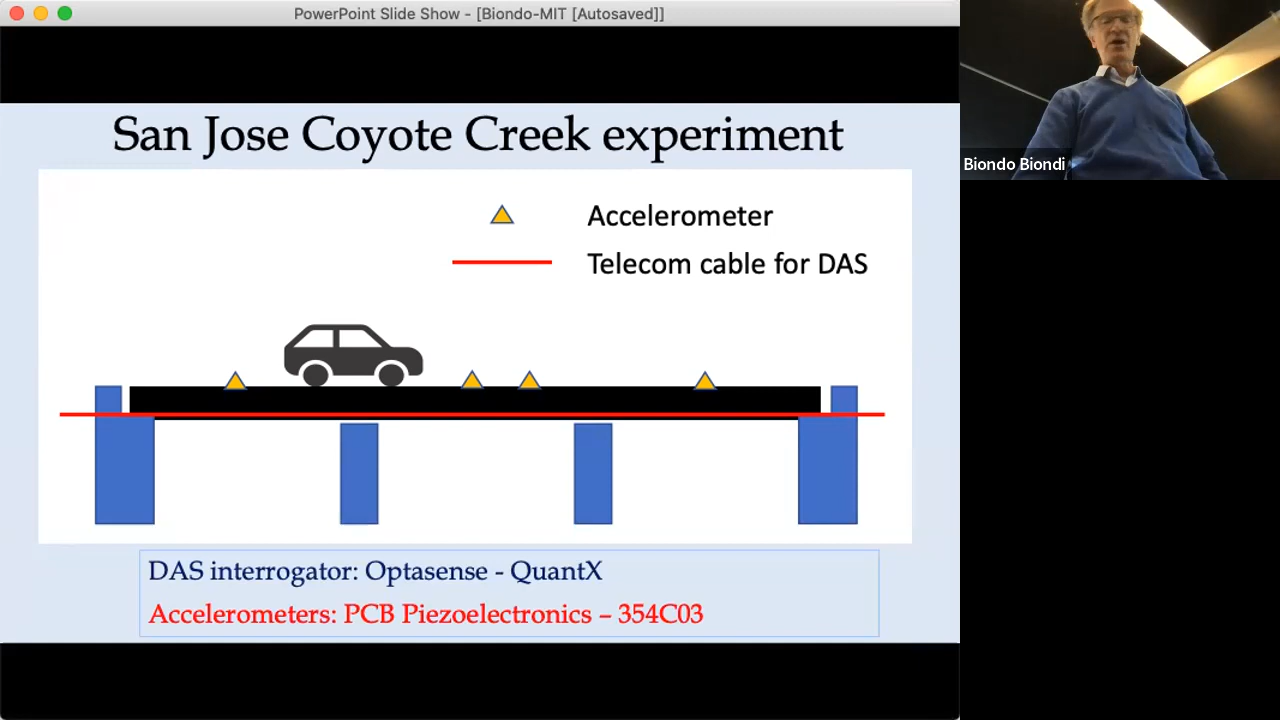 PowerPoint Slide Show - [Biondo-MIT [Autosaved]]
San Jose Coyote Creek experiment
Accelerometer
Telecom cable for DAS
DAS interrogator: Optasense - QuantX
Accelerometers: PCB Piezoelectronics – 354C03
Biondo Biondi